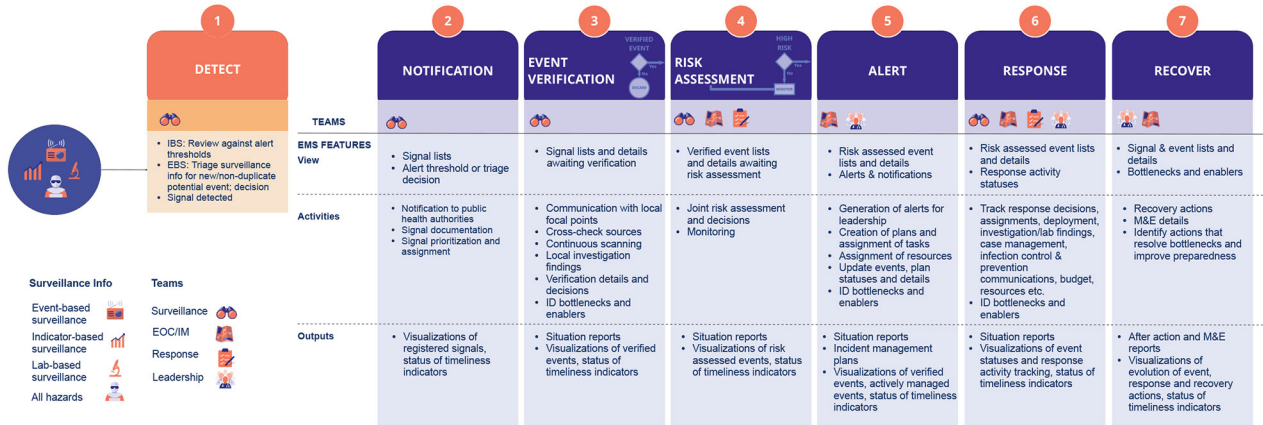 1
DETECT
• IBS: Review against alert
thresholds
• EBS: Triage surveillance
info for new/non-duplicate
potential event; decision
• Signal detected
Surveillance Info
Event-based
surveillance
Indicator-based
surveillance
Lab-based
surveillance
All hazards
Teams
Surveillance
EOC/IM
Response
Leadership
TEAMS
EMS FEATURES
View
Activities
Outputs
2
NOTIFICATION
• Signal lists
• Alert threshold or triage
decision
• Notification to public
health authorities
• Signal documentation
• Signal prioritization and
assignment
• Visualizations of
registered signals,
status of timeliness
indicators
3
EVENT
VERIFICATION
VERIFIED
EVENT
Yes
No
DISCARD
• Signal lists and details
awaiting verification
• Communication with local
focal points
• Cross-check sources
• Continuous scanning
• Local investigation
findings
• Verification details and
decisions
• ID bottlenecks and
enablers
• Situation reports
• Visualizations of verified
events, status of
timeliness indicators
4
RISK
ASSESSMENT
HIGH
RISK
Yes
No
MONITOR
• Verified event lists
and details awaiting
risk assessment
• Joint risk assessment
and decisions
• Monitoring
• Situation reports
• Visualizations of risk
assessed events, status
of timeliness indicators
5
ALERT
• Risk assessed event
lists and details
• Alerts & notifications
• Generation of alerts for
leadership
• Creation of plans and
assignment of tasks
• Assignment of resources
• Update events, plan
statuses and details
• ID bottlenecks and
enablers
• Situation reports
• Incident management
plans
• Visualizations of verified
events, actively managed
events, status of timeliness
indicators
6
RESPONSE
• Risk assessed event lists
and details
• Response activity
statuses
• Track response decisions,
assignments, deployment,
investigation/lab findings,
case management,
infection control &
prevention
communications, budget,
resources etc.
• ID bottlenecks and
enablers
• Situation reports
• Visualizations of event
statuses and response
activity tracking, status of
timeliness indicators
7
RECOVER
• Signal & event lists and
details
• Bottlenecks and enablers
• Recovery actions
• M&E details
• Identify actions that
resolve bottlenecks and
improve preparedness
• After action and M&E
reports
• Visualizations of
evolution of event,
response and recovery
actions, status of
timeliness indicators